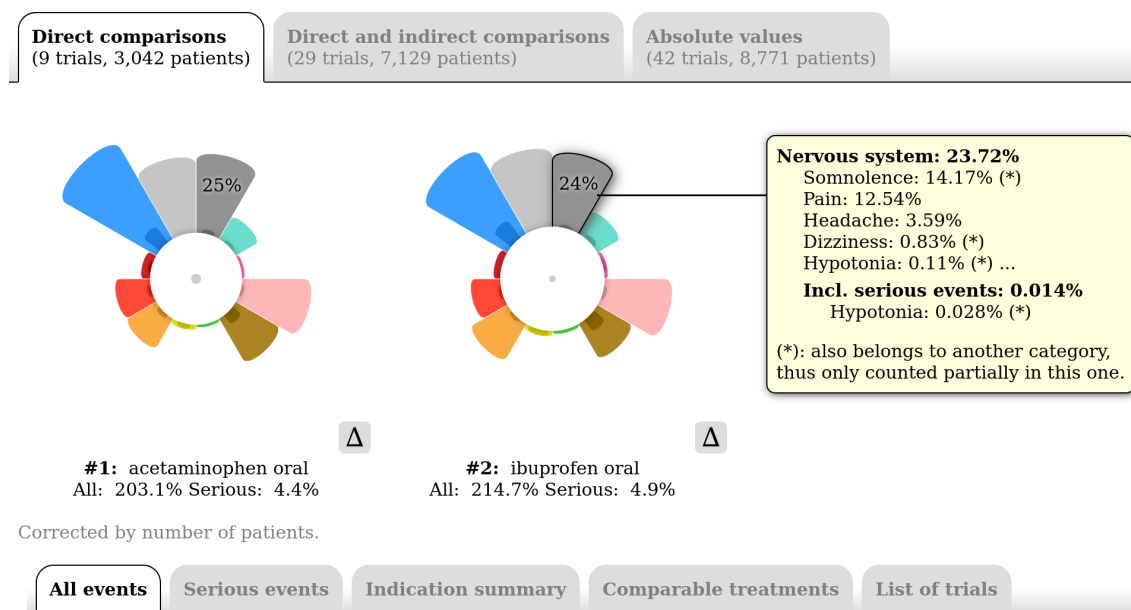 Direct comparisons
(9 trials, 3,042 patients)
Direct and indirect comparisons
(29 trials, 7,129 patients)
Absolute values
(42 trials, 8,771 patients)
25%
24%
Nervous system: 23.72%
Somnolence: 14.17% (*)
Pain: 12.54%
Headache: 3.59%
Dizziness: 0.83% (*)
Hypotonia: 0.11% (*) ...
Incl. serious events: 0.014%
Hypotonia: 0.028% (*)
(*): also belongs to another category,
thus only counted partially in this one.
Δ
Δ
#1: acetaminophen oral
All: 203.1% Serious: 4.4%
#2: ibuprofen oral
All: 214.7% Serious: 4.9%
Corrected by number of patients.
All events
Serious events
Indication summary
Comparable treatments
List of trials